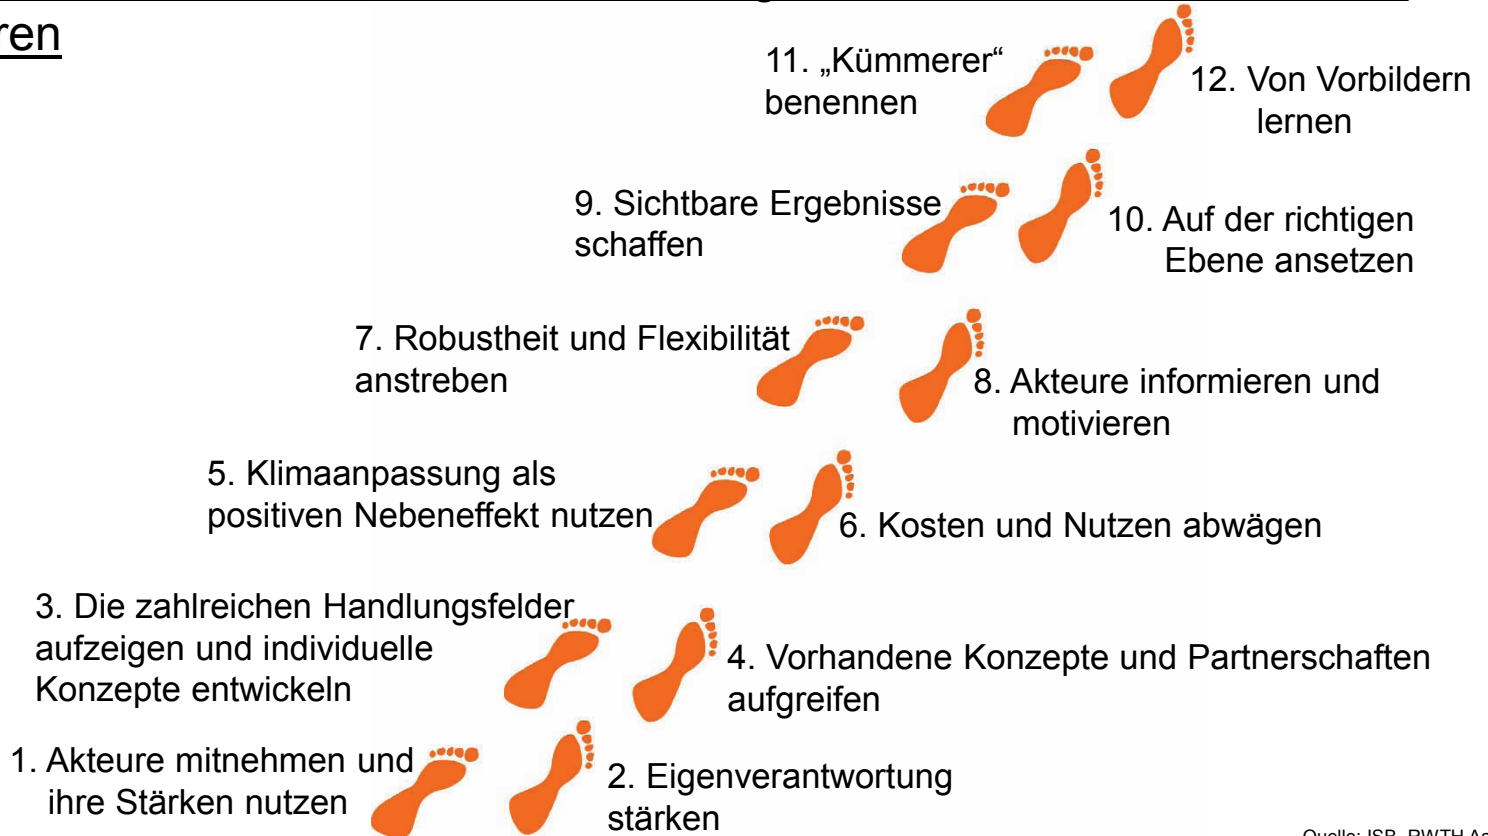 ren
11. „Kümmerer“
benennen
12. Von Vorbildern
lernen
9. Sichtbare Ergebnisse
schaffen
10. Auf der richtigen
Ebene ansetzen
7. Robustheit und Flexibilität
anstreben
8. Akteure informieren und
motivieren
5. Klimaanpassung als
positiven Nebeneffekt nutzen
6. Kosten und Nutzen abwägen
3. Die zahlreichen Handlungsfelder
aufzeigen und individuelle
Konzepte entwickeln
4. Vorhandene Konzepte und Partnerschaften
aufgreifen
1. Akteure mitnehmen und
ihre Stärken nutzen
2. Eigenverantwortung
stärken
Quelle: ISB, RWTH